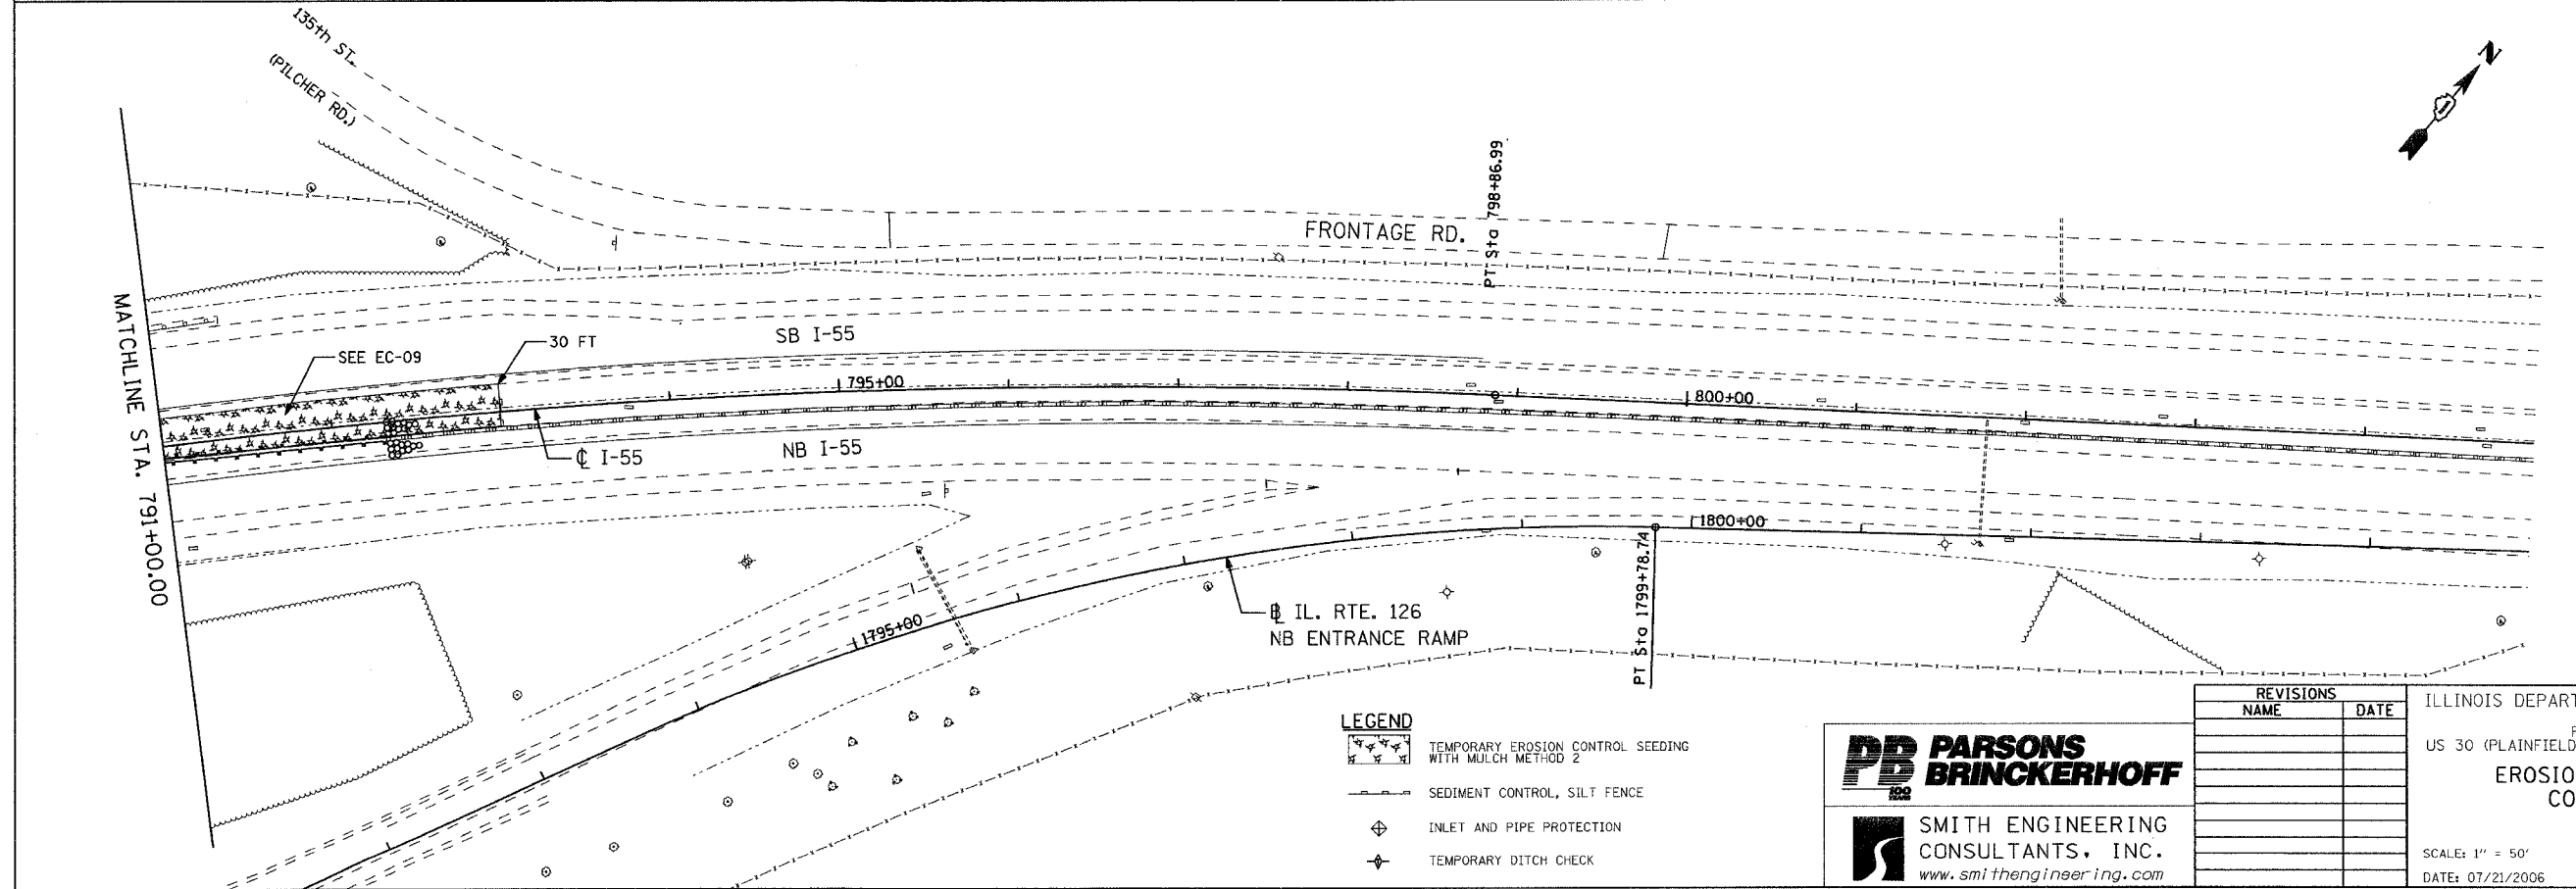 135th ST.
(PILCHER RD.)
N
MATCHLINE STA. 791+00.00
SEE EC-09
30 FT
SB I-55
795+00
FRONTAGE RD.
PT Sta 798+86.99
800+00
℄ I-55
NB I-55
1795+00
1800+00
PT Sta 1799+78.74
IL. RTE. 126
NB ENTRANCE RAMP
LEGEND
TEMPORARY EROSION CONTROL SEEDING
WITH MULCH METHOD 2
SEDIMENT CONTROL, SILT FENCE
INLET AND PIPE PROTECTION
TEMPORARY DITCH CHECK
PB PARSONS
BRINCKERHOFF
100
YEARS
SMITH ENGINEERING
CONSULTANTS, INC.
www.smithengineering.com
REVISIONS
NAME DATE
ILLINOIS DEPART
US 30 (PLAINFIELD
EROSIO
CO
SCALE: 1" = 50'
DATE: 07/21/2006